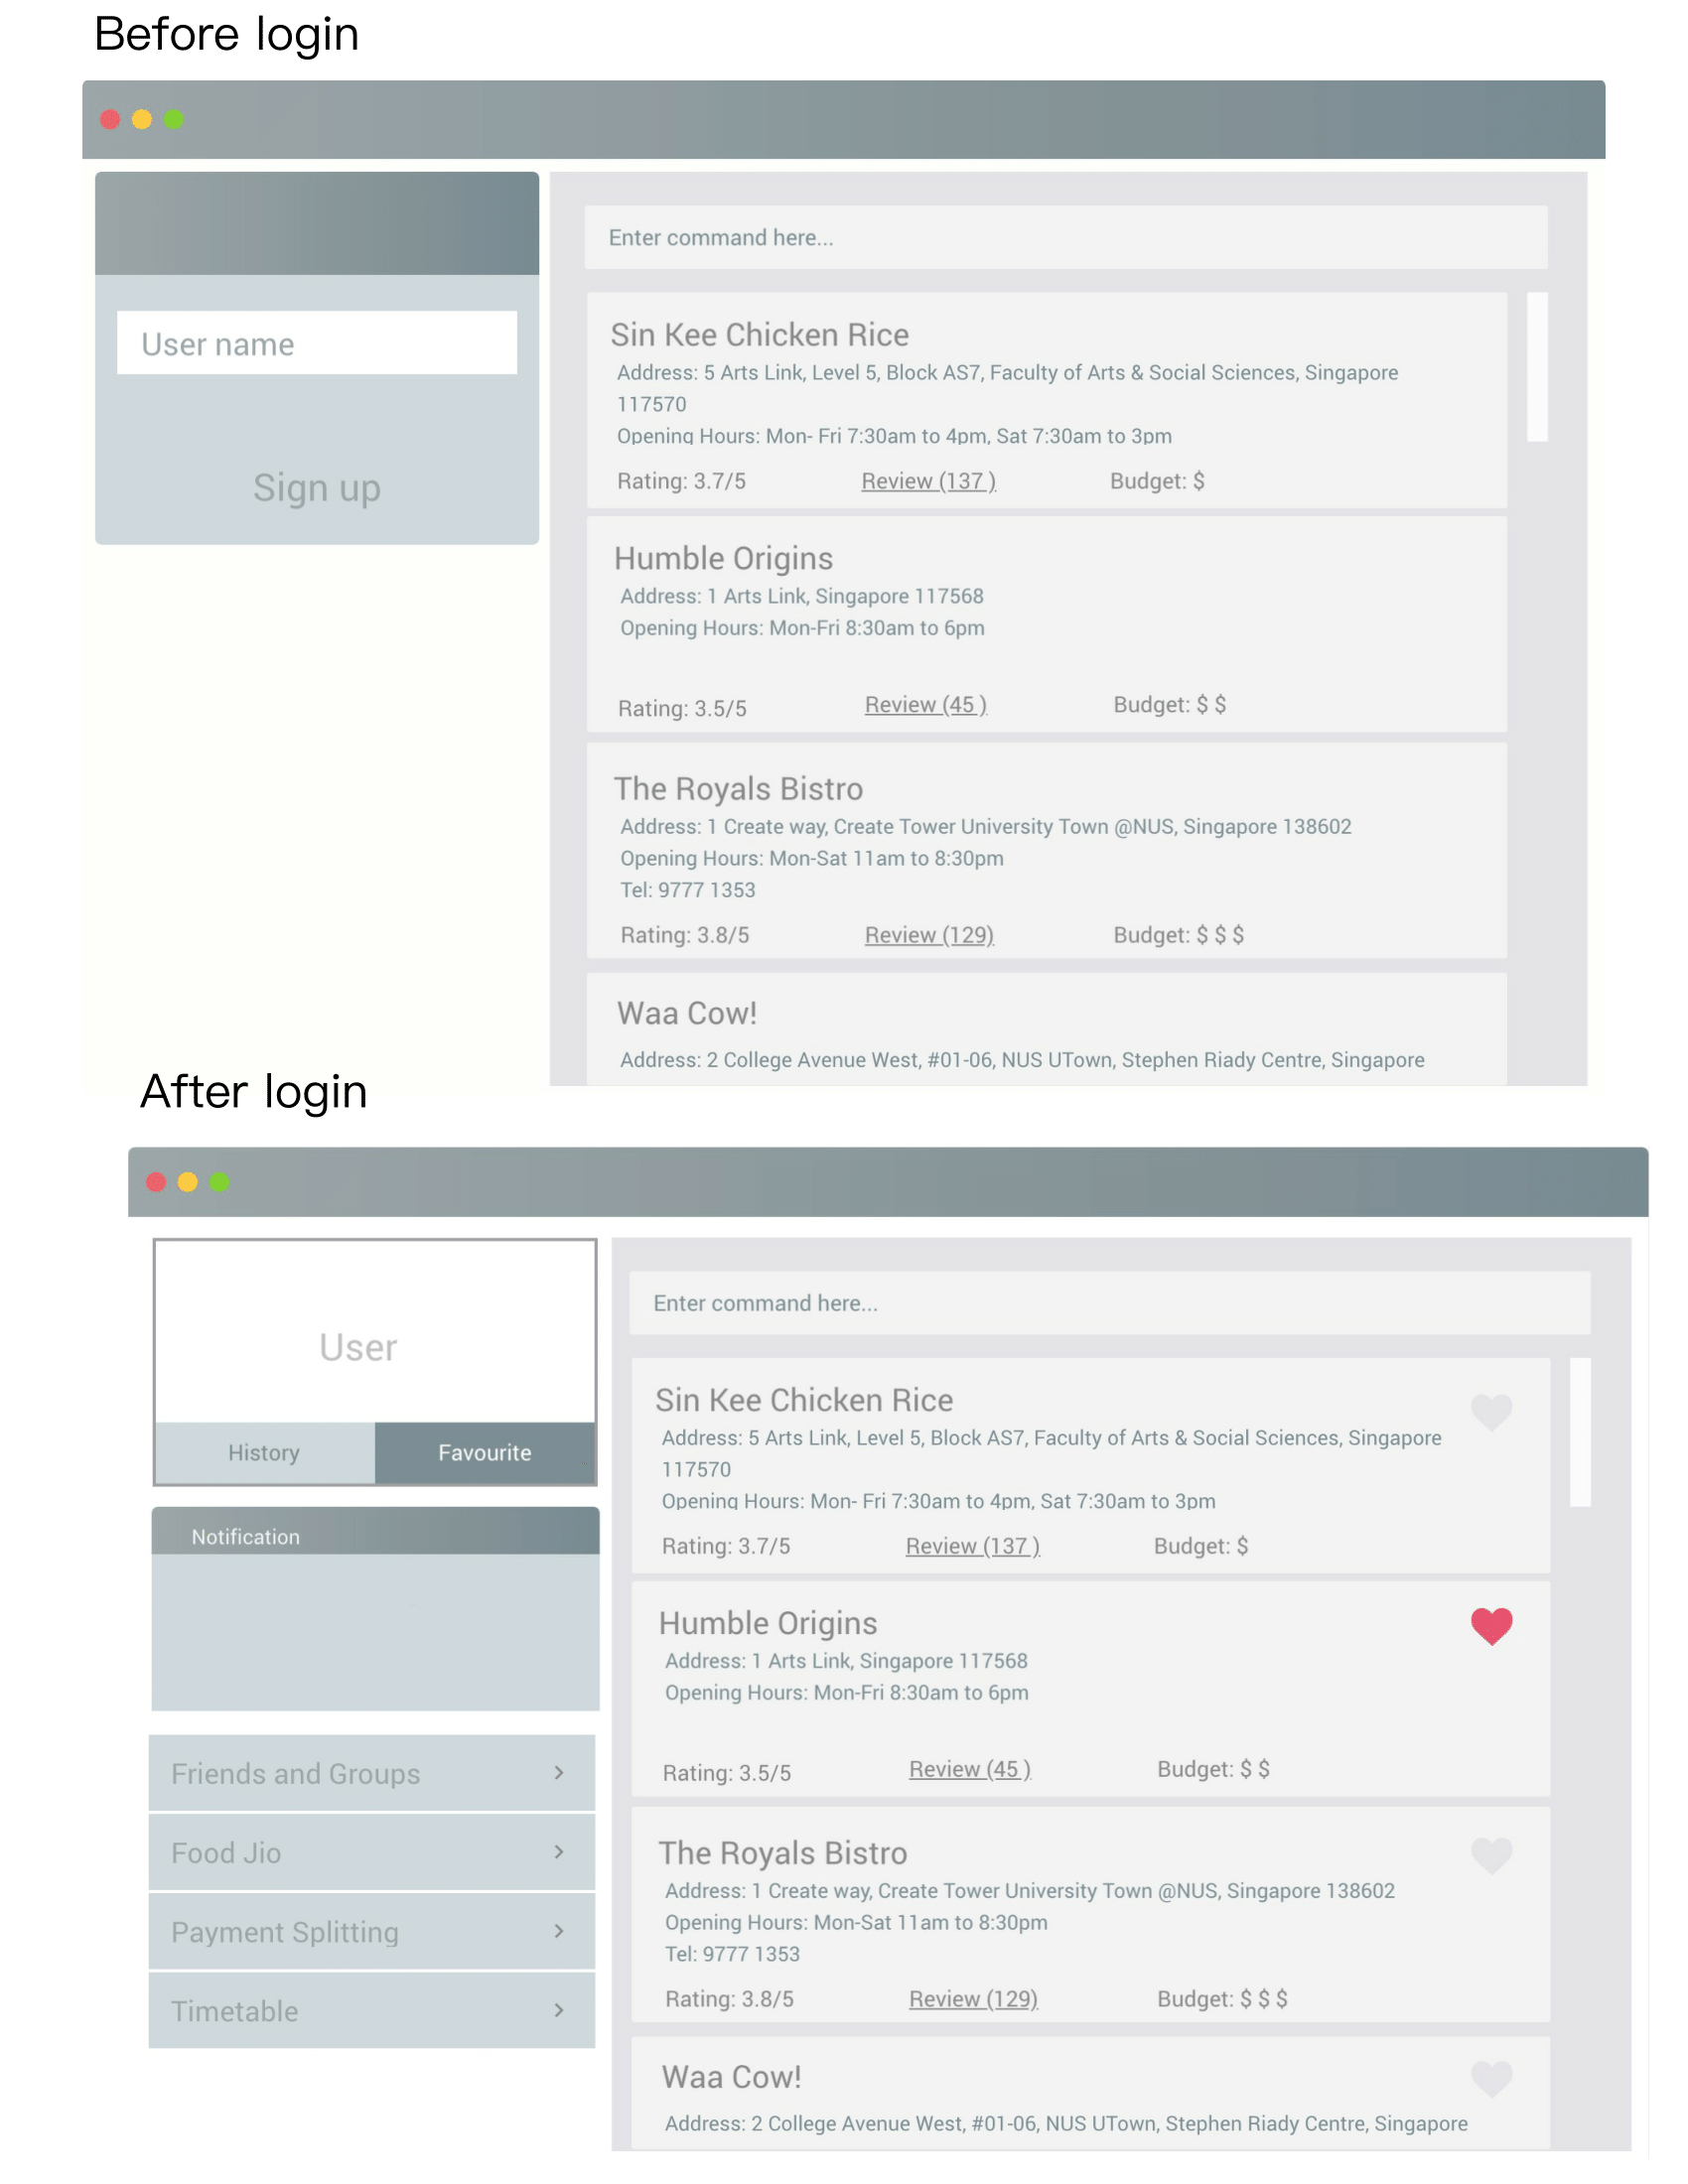 Before login
User name
Sign up
Enter command here...
Sin Kee Chicken Rice
Address: 5 Arts Link, Level 5, Block AS7, Faculty of Arts & Social Sciences, Singapore
117570
Opening Hours: Mon- Fri 7:30am to 4pm, Sat 7:30am to 3pm
Rating: 3.7/5 Review (137 ) Budget: $
Humble Origins
Address: 1 Arts Link, Singapore 117568
Opening Hours: Mon-Fri 8:30am to 6pm
Rating: 3.5/5 Review (45 ) Budget: $ $
The Royals Bistro
Address: 1 Create way, Create Tower University Town @NUS, Singapore 138602
Opening Hours: Mon-Sat 11am to 8:30pm
Tel: 9777 1353
Rating: 3.8/5 Review (129) Budget: $ $ $
Waa Cow!
Address: 2 College Avenue West, #01-06, NUS UTown, Stephen Riady Centre, Singapore
After login
User
History Favourite
Notification
Friends and Groups
Food Jio
Payment Splitting
Timetable
Enter command here...
Sin Kee Chicken Rice
Address: 5 Arts Link, Level 5, Block AS7, Faculty of Arts & Social Sciences, Singapore
117570
Opening Hours: Mon- Fri 7:30am to 4pm, Sat 7:30am to 3pm
Rating: 3.7/5 Review (137 ) Budget: $
Humble Origins
Address: 1 Arts Link, Singapore 117568
Opening Hours: Mon-Fri 8:30am to 6pm
Rating: 3.5/5 Review (45 ) Budget: $ $
The Royals Bistro
Address: 1 Create way, Create Tower University Town @NUS, Singapore 138602
Opening Hours: Mon-Sat 11am to 8:30pm
Tel: 9777 1353
Rating: 3.8/5 Review (129) Budget: $ $ $
Waa Cow!
Address: 2 College Avenue West, #01-06, NUS UTown, Stephen Riady Centre, Singapore